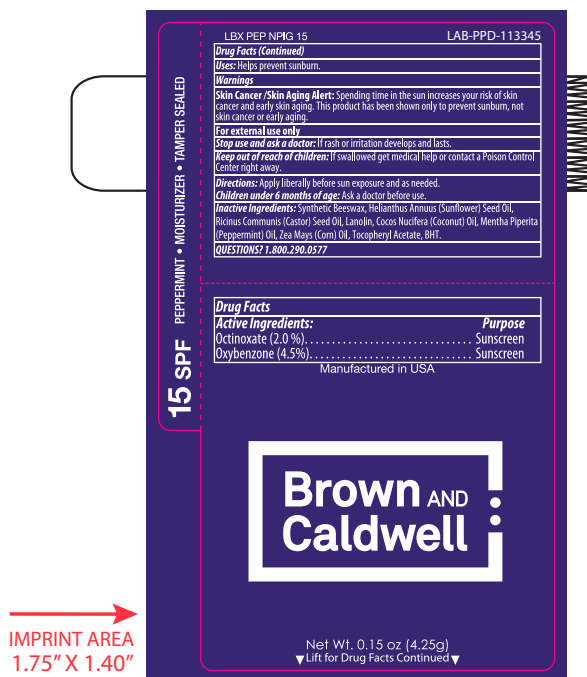 LBX PEP NPIG 15 LAB-PPD-113345
Drug Facts (Continued)
Uses: Helps prevent sunburn.
Warnings
Skin Cancer /Skin Aging Alert: Spending time in the sun increases your risk of skin
cancer and early skin aging. This product has been shown only to prevent sunburn, not
skin cancer or early aging.
For external use only
Stop use and ask a doctor: If rash or irritation develops and lasts.
Keep out of reach of children: If swallowed get medical help or contact a Poison Control
Center right away.
Directions: Apply liberally before sun exposure and as needed.
Children under 6 months of age: Ask a doctor before use.
Inactive Ingredients: Synthetic Beeswax, Helianthus Annuus (Sunflower) Seed Oil,
Ricinus Communis (Castor) Seed Oil, Lanolin, Cocos Nucifera (Coconut) Oil, Mentha Piperita
(Peppermint) Oil, Zea Mays (Corn) Oil, Tocopheryl Acetate, BHT.
QUESTIONS? 1.800.290.0577
15 SPF PEPPERMINT • MOISTURIZER • TAMPER SEALED
Drug Facts
Active Ingredients: Purpose
Octinoxate (2.0 %).............................. Sunscreen
Oxybenzone (4.5%).............................. Sunscreen
Manufactured in USA
Brown AND
Caldwell
Net Wt. 0.15 oz (4.25g)
▼Lift for Drug Facts Continued▼
IMPRINT AREA
1.75” X 1.40”